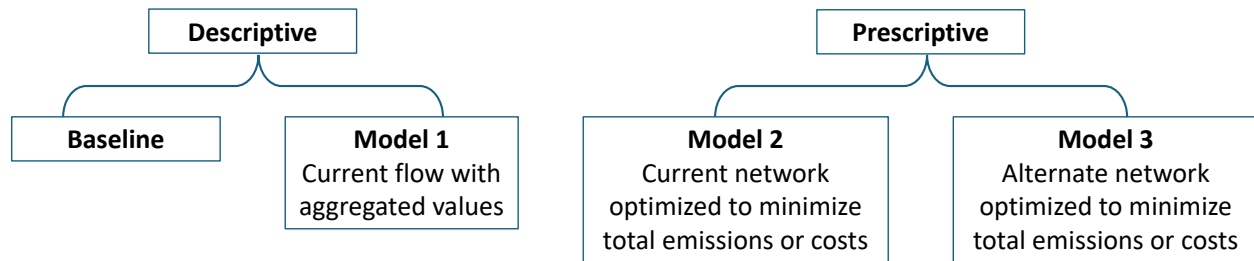 Descriptive
Prescriptive
Baseline
Model 1
Current flow with
aggregated values
Model 2
Current network
optimized to minimize
total emissions or costs
Model 3
Alternate network
optimized to minimize
total emissions or costs